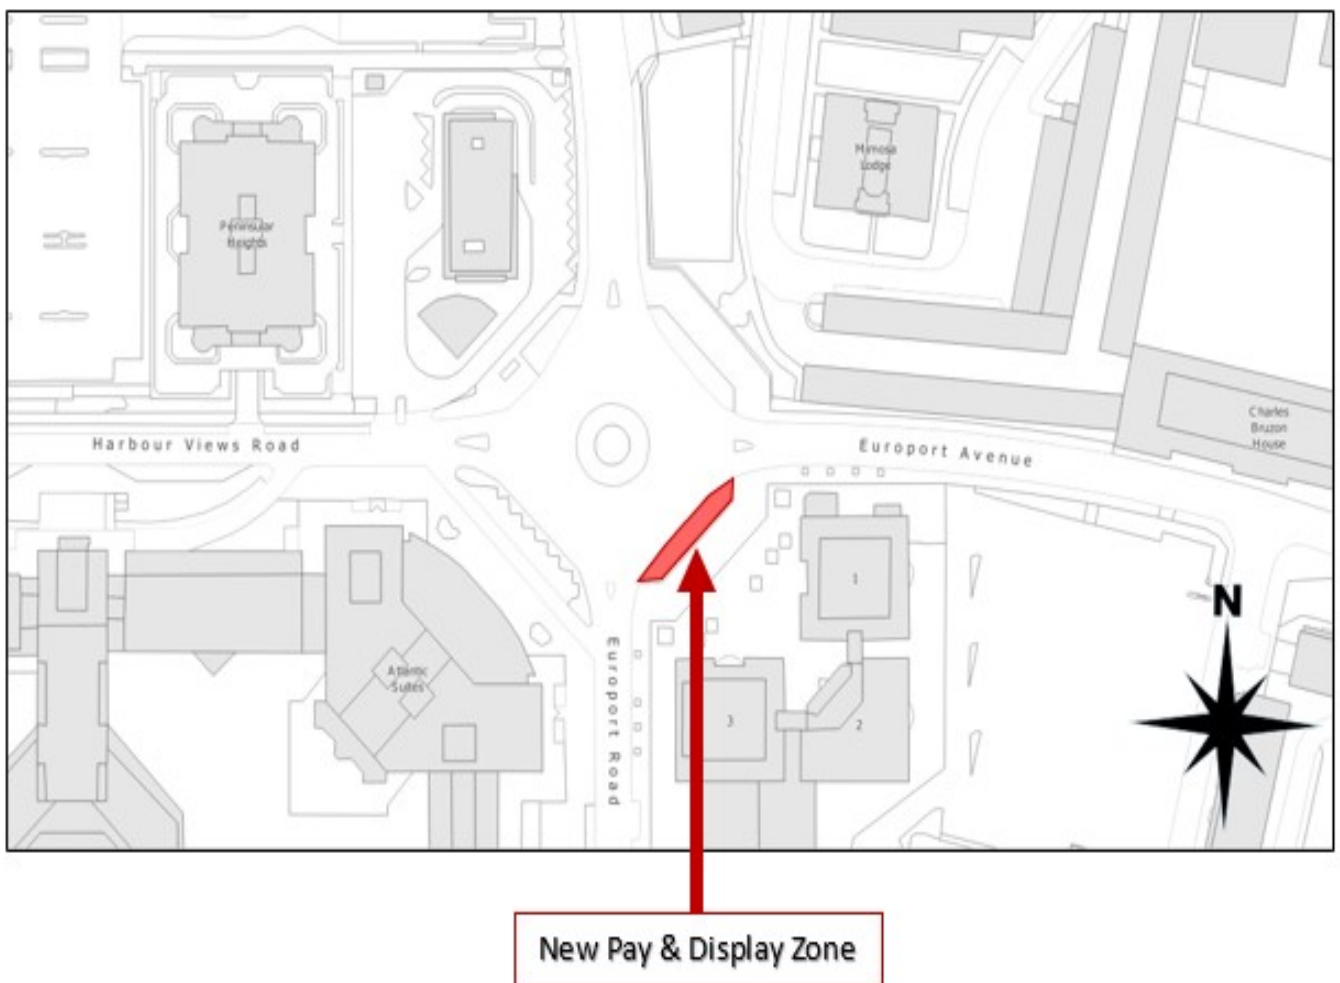 Mimosa
Lodge
Peninsular
Heights
Charles
Bruzon
House
Harbour Views Road
Europort Avenue
1
N
Europort Road
Atlantic
Suites
3
2
New Pay & Display Zone